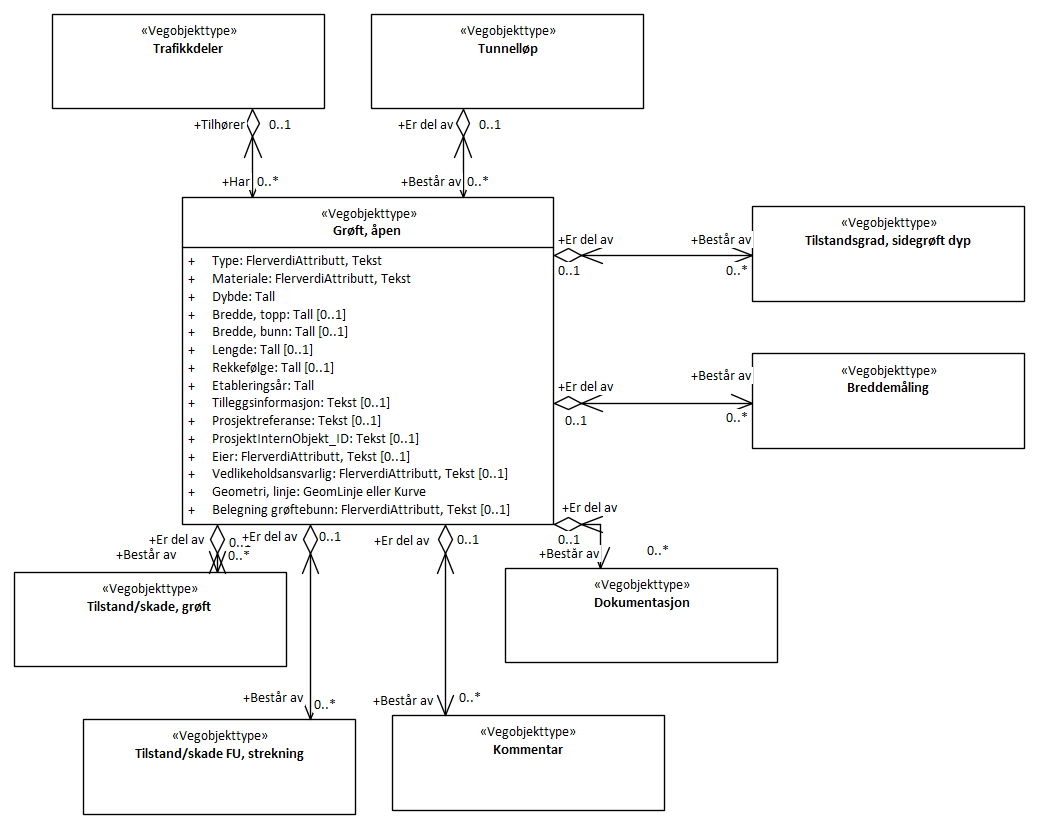 «Vegobjekttype»
Trafikkdeler
«Vegobjekttype»
Tunnelløp
+Tilhører
0..1
+Er del av
0..1
+Har
0..*
+Består av
0..*
«Vegobjekttype»
Grøft, åpen
+ Type: FlerverdiAttributt, Tekst
+ Materiale: FlerverdiAttributt, Tekst
+ Dybde: Tall
+ Bredde, topp: Tall [0..1]
+ Bredde, bunn: Tall [0..1]
+ Lengde: Tall [0..1]
+ Rekkefølge: Tall [0..1]
+ Etableringsår: Tall
+ Tilleggsinformasjon: Tekst [0..1]
+ Prosjektreferanse: Tekst [0..1]
+ ProsjektInternObjekt_ID: Tekst [0..1]
+ Eier: FlerverdiAttributt, Tekst [0..1]
+ Vedlikeholdsansvarlig: FlerverdiAttributt, Tekst [0..1]
+ Geometri, linje: GeomLinje eller Kurve
+ Belegning grøftebunn: FlerverdiAttributt, Tekst [0..1]
+Er del av
0..1
+Består av
0..*
«Vegobjekttype»
Tilstandsgrad, sidegrøft dyp
+Er del av
0..1
+Består av
0..*
«Vegobjekttype»
Breddemåling
+Er del av
0..1
+Består av
0..*
«Vegobjekttype»
Dokumentasjon
+Er del av
0..1
+Består av
0..*
«Vegobjekttype»
Tilstand/skade, grøft
+Er del av
0..1
+Består av
0..*
«Vegobjekttype»
Tilstand/skade FU, strekning
+Er del av
0..1
+Består av
0..*
«Vegobjekttype»
Kommentar